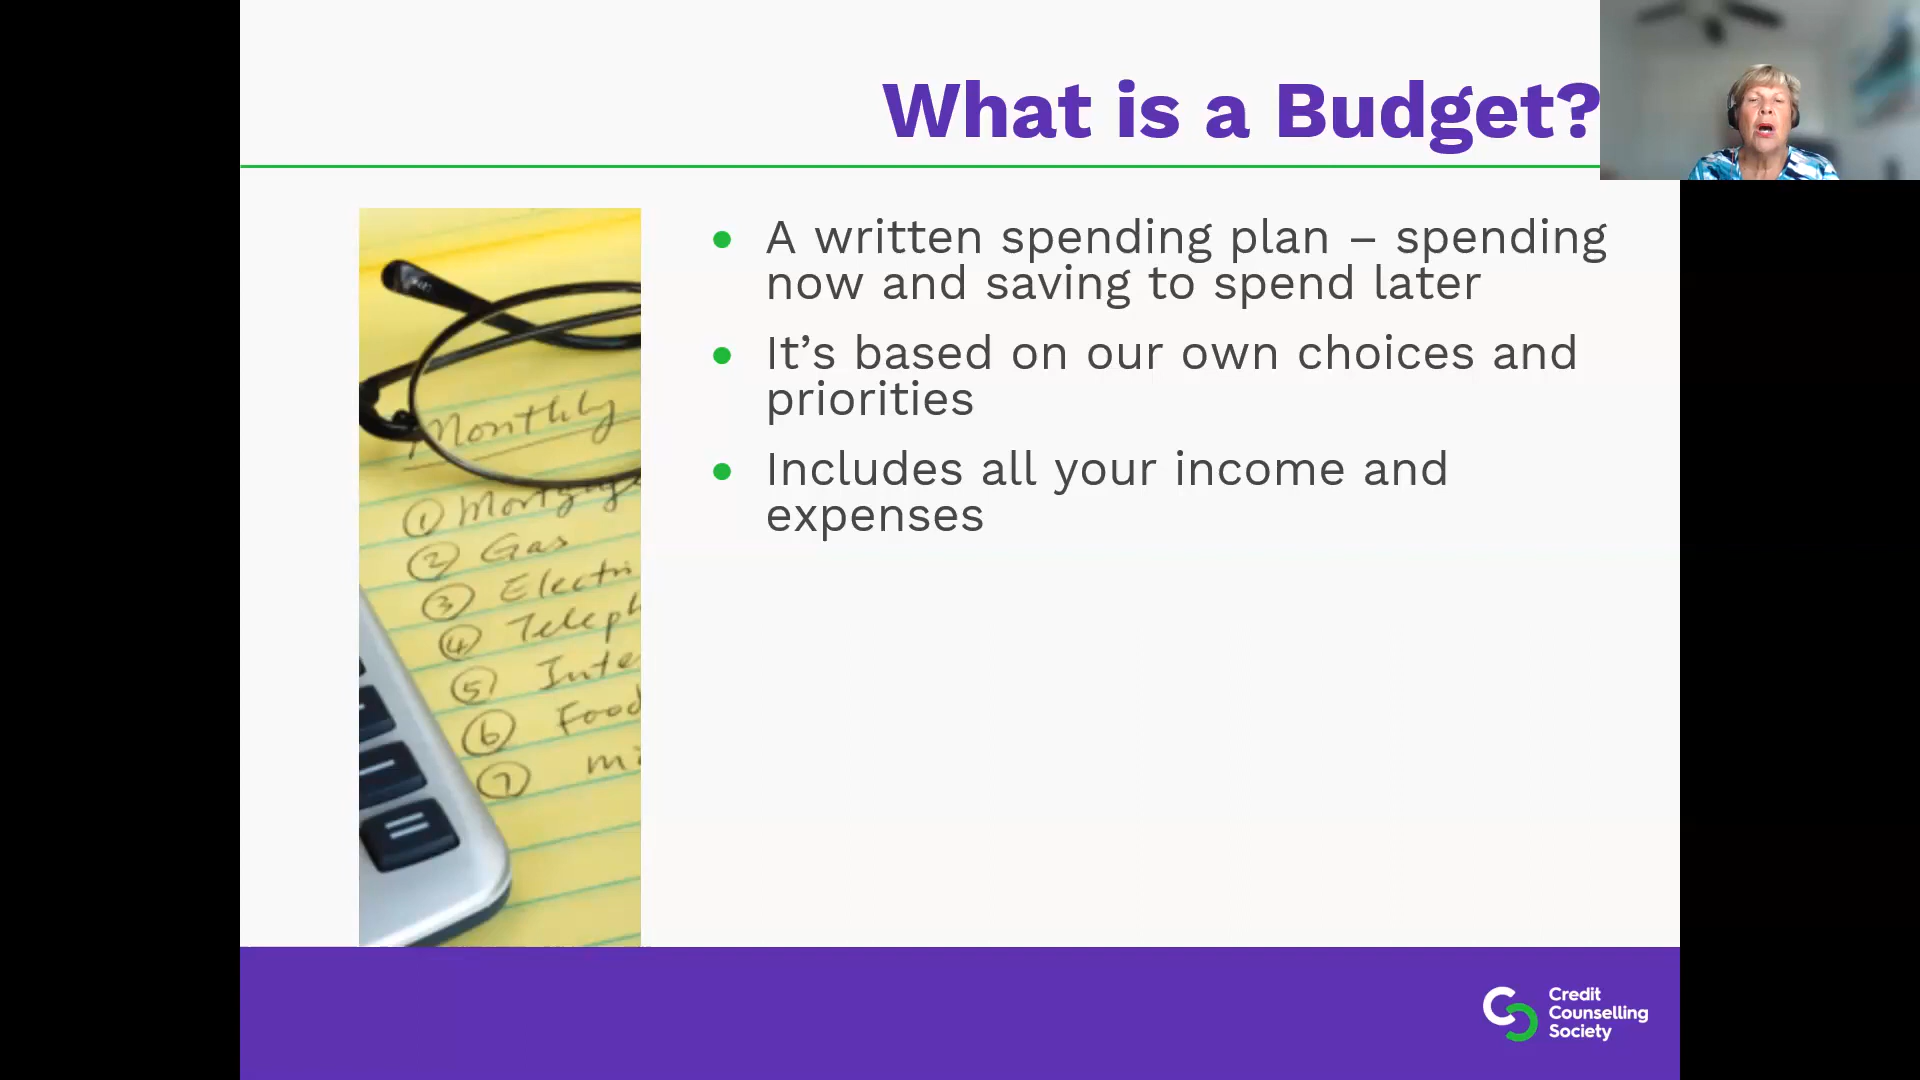 What is a Budget?
A written spending plan – spending
now and saving to spend later
It’s based on our own choices and
priorities
Includes all your income and
expenses
Monthly
① Mortgage
② Gas
③ Electri
④ Teleph
⑤ Inte
⑥ Food
⑦ mi
=
Credit
Counselling
Society